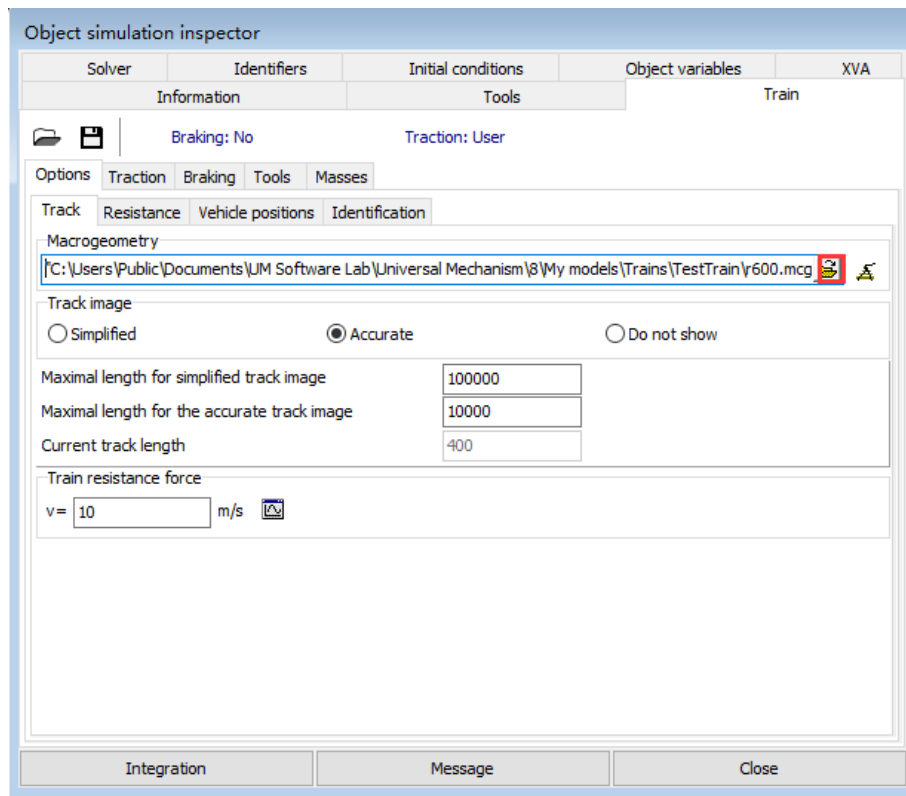 Object simulation inspector
Solver Identifiers Initial conditions Object variables XVA
Information Tools Train
Braking: No Traction: User
Options Traction Braking Tools Masses
Track Resistance Vehicle positions Identification
Macrogeometry
"C:\Users\Public\Documents\UM Software Lab\Universal Mechanism\8\My models\Trains\TestTrain\r600.mcg
Track image
Simplified Accurate Do not show
Maximal length for simplified track image 100000
Maximal length for the accurate track image 10000
Current track length 400
Train resistance force
v= 10 m/s
Integration Message Close